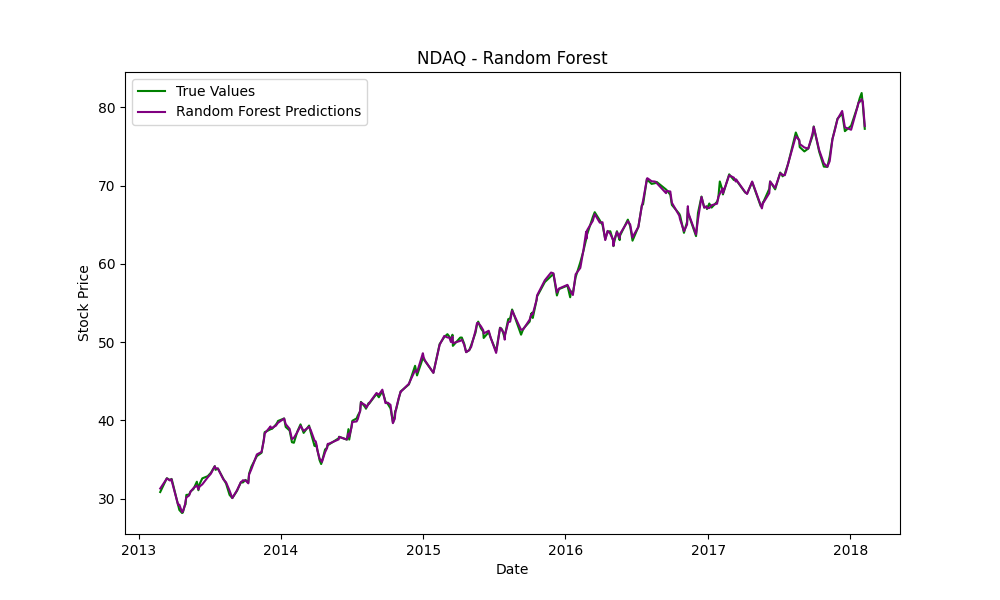 NDAQ - Random Forest
True Values
Random Forest Predictions
80
70
60
50
40
30
Stock Price
2013 2014 2015 2016 2017 2018
Date